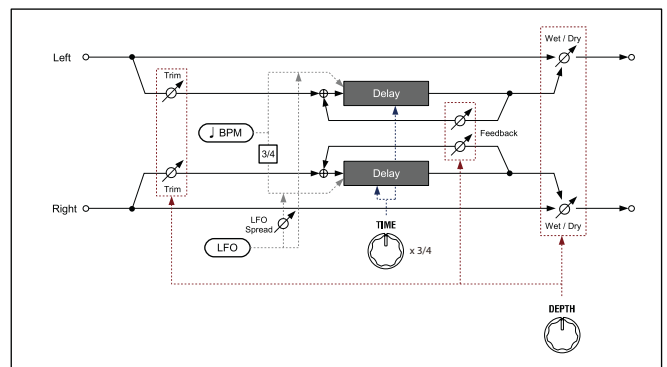 Wet / Dry
Left
Trim
Delay
♩ BPM
Feedback
3/4
Delay
Trim
Right
LFO
Spread
TIME
Wet / Dry
LFO
x 3/4
DEPTH